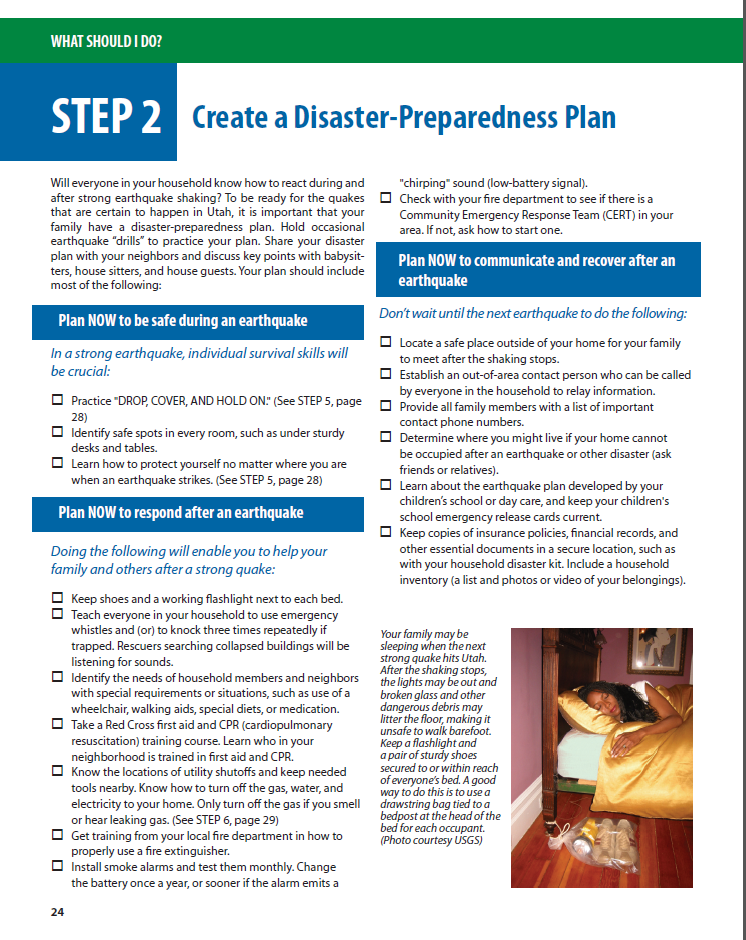 WHAT SHOULD I DO?
STEP 2
Create a Disaster-Preparedness Plan
Will everyone in your household know how to react during and
after strong earthquake shaking? To be ready for the quakes
that are certain to happen in Utah, it is important that your
family have a disaster-preparedness plan. Hold occasional
earthquake “drills” to practice your plan. Share your disaster
plan with your neighbors and discuss key points with babysit-
ters, house sitters, and house guests. Your plan should include
most of the following:
Plan NOW to be safe during an earthquake
In a strong earthquake, individual survival skills will
be crucial:
Practice "DROP, COVER, AND HOLD ON." (See STEP 5, page
28)
Identify safe spots in every room, such as under sturdy
desks and tables.
Learn how to protect yourself no matter where you are
when an earthquake strikes. (See STEP 5, page 28)
Plan NOW to respond after an earthquake
Doing the following will enable you to help your
family and others after a strong quake:
Keep shoes and a working flashlight next to each bed.
Teach everyone in your household to use emergency
whistles and (or) to knock three times repeatedly if
trapped. Rescuers searching collapsed buildings will be
listening for sounds.
Identify the needs of household members and neighbors
with special requirements or situations, such as use of a
wheelchair, walking aids, special diets, or medication.
Take a Red Cross first aid and CPR (cardiopulmonary
resuscitation) training course. Learn who in your
neighborhood is trained in first aid and CPR.
Know the locations of utility shutoffs and keep needed
tools nearby. Know how to turn off the gas, water, and
electricity to your home. Only turn off the gas if you smell
or hear leaking gas. (See STEP 6, page 29)
Get training from your local fire department in how to
properly use a fire extinguisher.
Install smoke alarms and test them monthly. Change
the battery once a year, or sooner if the alarm emits a
"chirping" sound (low-battery signal).
Check with your fire department to see if there is a
Community Emergency Response Team (CERT) in your
area. If not, ask how to start one.
Plan NOW to communicate and recover after an
earthquake
Don’t wait until the next earthquake to do the following:
Locate a safe place outside of your home for your family
to meet after the shaking stops.
Establish an out-of-area contact person who can be called
by everyone in the household to relay information.
Provide all family members with a list of important
contact phone numbers.
Determine where you might live if your home cannot
be occupied after an earthquake or other disaster (ask
friends or relatives).
Learn about the earthquake plan developed by your
children’s school or day care, and keep your children's
school emergency release cards current.
Keep copies of insurance policies, financial records, and
other essential documents in a secure location, such as
with your household disaster kit. Include a household
inventory (a list and photos or video of your belongings).
Your family may be
sleeping when the next
strong quake hits Utah.
After the shaking stops,
the lights may be out and
broken glass and other
dangerous debris may
litter the floor, making it
unsafe to walk barefoot.
Keep a flashlight and
a pair of sturdy shoes
secured to or within reach
of everyone’s bed. A good
way to do this is to use a
drawstring bag tied to a
bedpost at the head of the
bed for each occupant.
(Photo courtesy USGS)
24